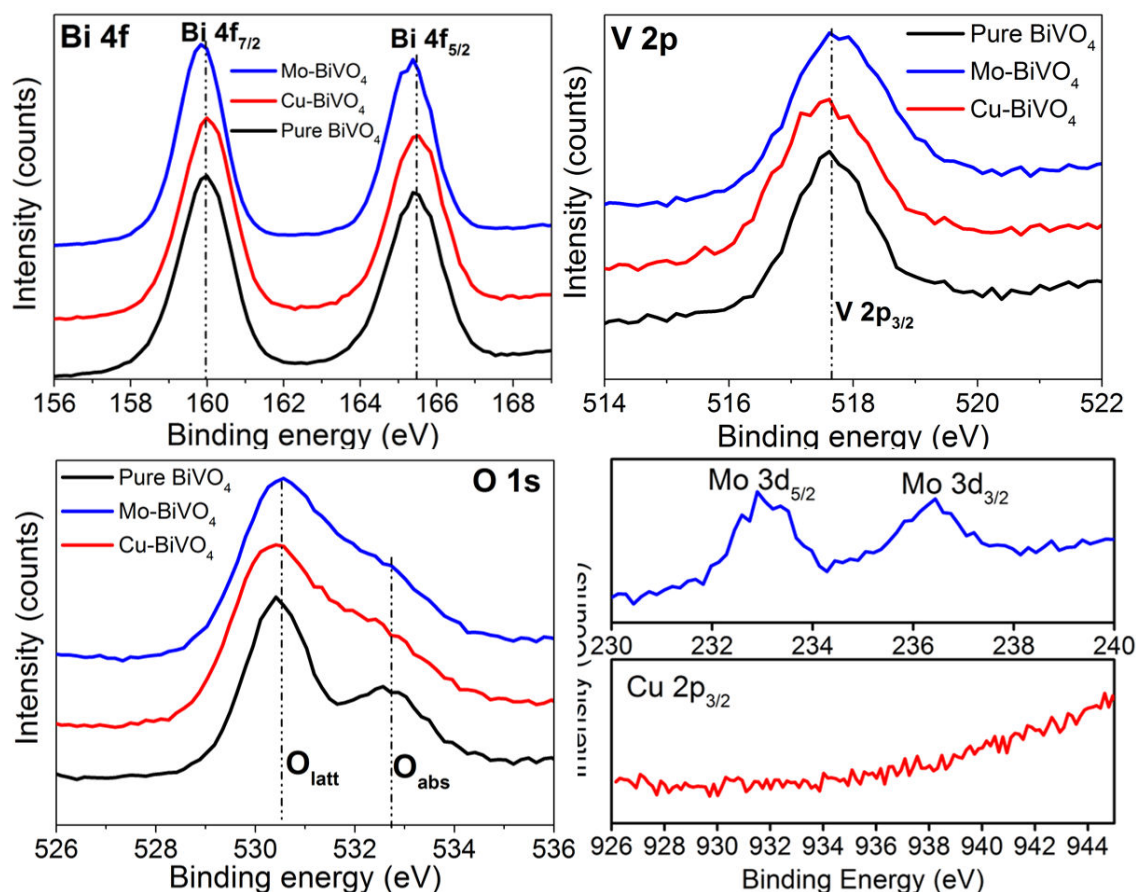 Bi 4f
Bi 4f7/2
Bi 4f5/2
Mo-BiVO4
Cu-BiVO4
Pure BiVO4
Intensity (counts)
156 158 160 162 164 166 168
Binding energy (eV)
V 2p
Pure BiVO4
Mo-BiVO4
Cu-BiVO4
V 2p3/2
Intensity (counts)
514 516 518 520 522
Binding energy (eV)
Pure BiVO4
Mo-BiVO4
Cu-BiVO4
O 1s
Olatt
Oabs
Intensity (counts)
526 528 530 532 534 536
Binding energy (eV)
Mo 3d5/2
Mo 3d3/2
230 232 234 236 238 240
Intensity (Counts)
Cu 2p3/2
926 928 930 932 934 936 938 940 942 944
Binding Energy (eV)